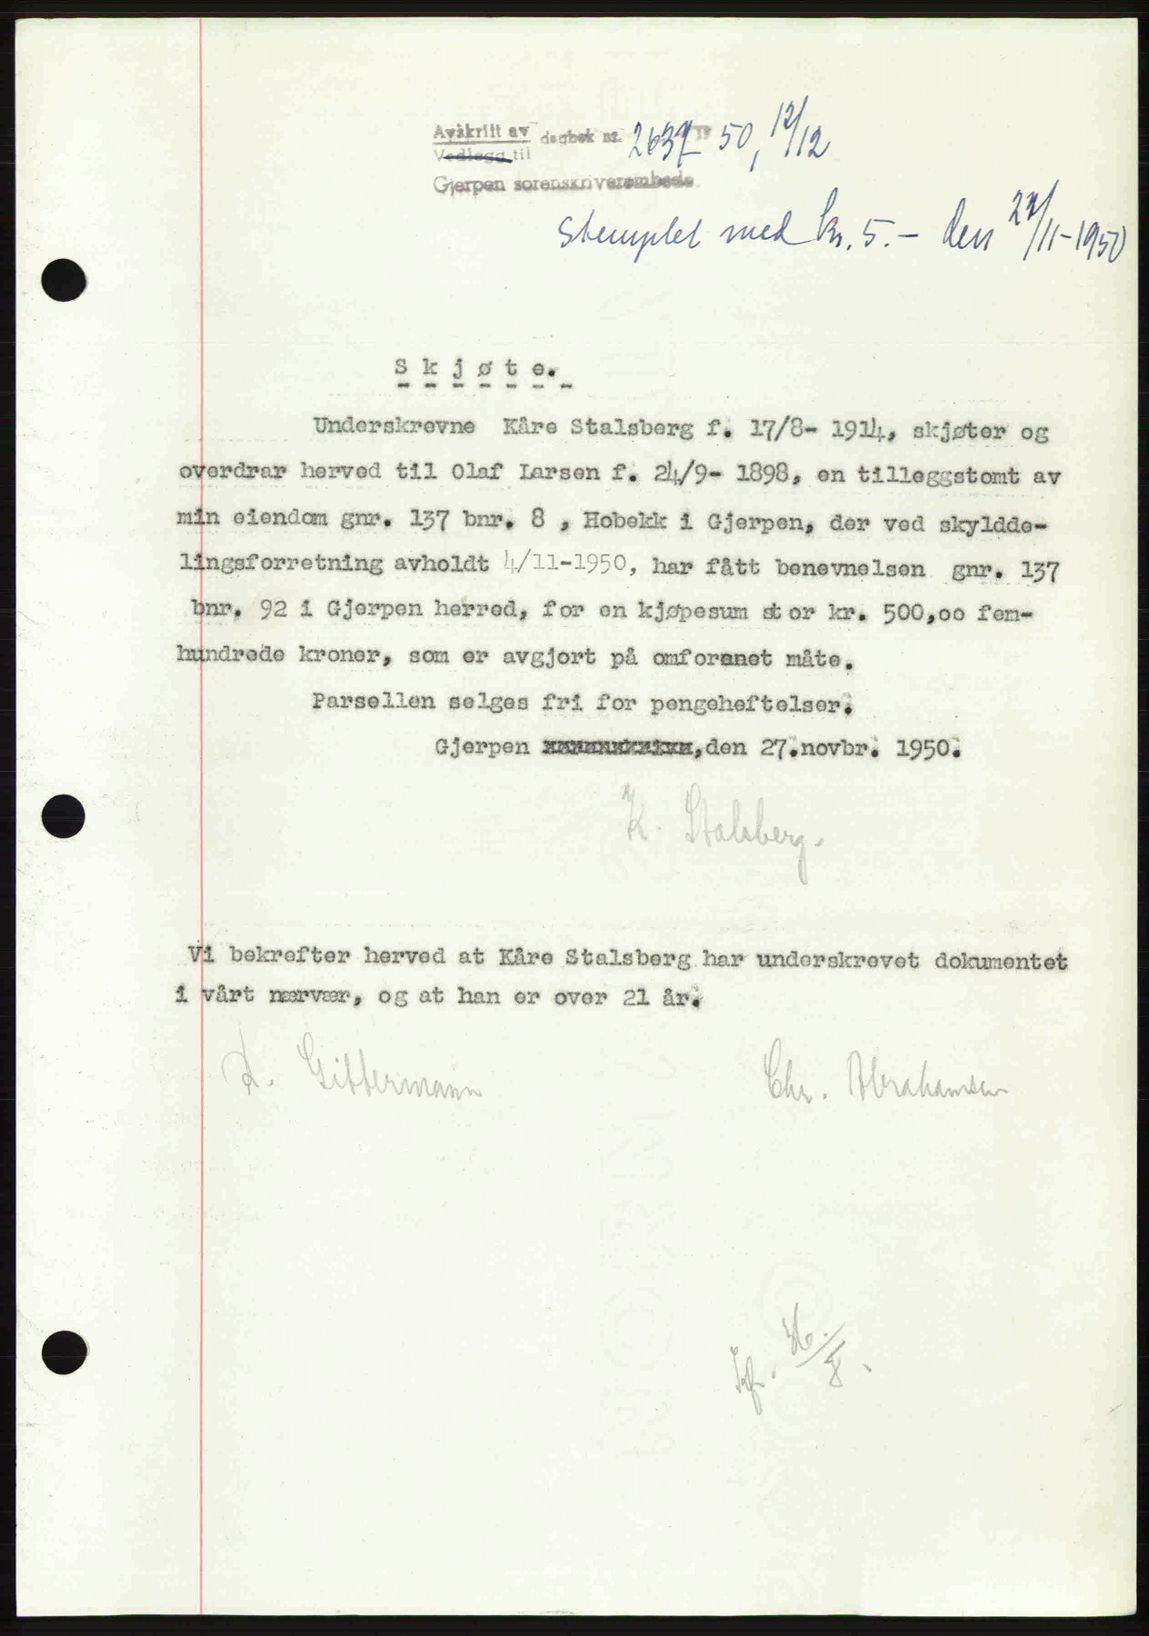 Avskrift av dagbok nr. 2637 19 50, 12/12
Vedlegg til
Gjerpen sorenskriverembede
Stemplet med kr. 5.- den 27/11-1950
S k j ø t e.
Underskrevne Kåre Stalsberg f. 17/8- 1914, skjøter og
overdrar herved til Olaf Larsen f. 24/9- 1898, en tilleggstomt av
min eiendom gnr. 137 bnr. 8 , Hobekk i Gjerpen, der ved skyldde-
lingsforretning avholdt 4/11-1950, har fått benevnelsen gnr. 137
bnr. 92 i Gjerpen herred, for en kjøpesum stor kr. 500,oo fem-
hundrede kroner, som er avgjort på omforenet måte.
Parsellen selges fri for pengeheftelser.
Gjerpen ,den 27.novbr. 1950.
K. Stalsberg.
Vi bekrefter herved at Kåre Stalsberg har underskrevet dokumentet
i vårt nærvær, og at han er over 21 år.
Gittermann Chr. Abrahamsen
36/8.